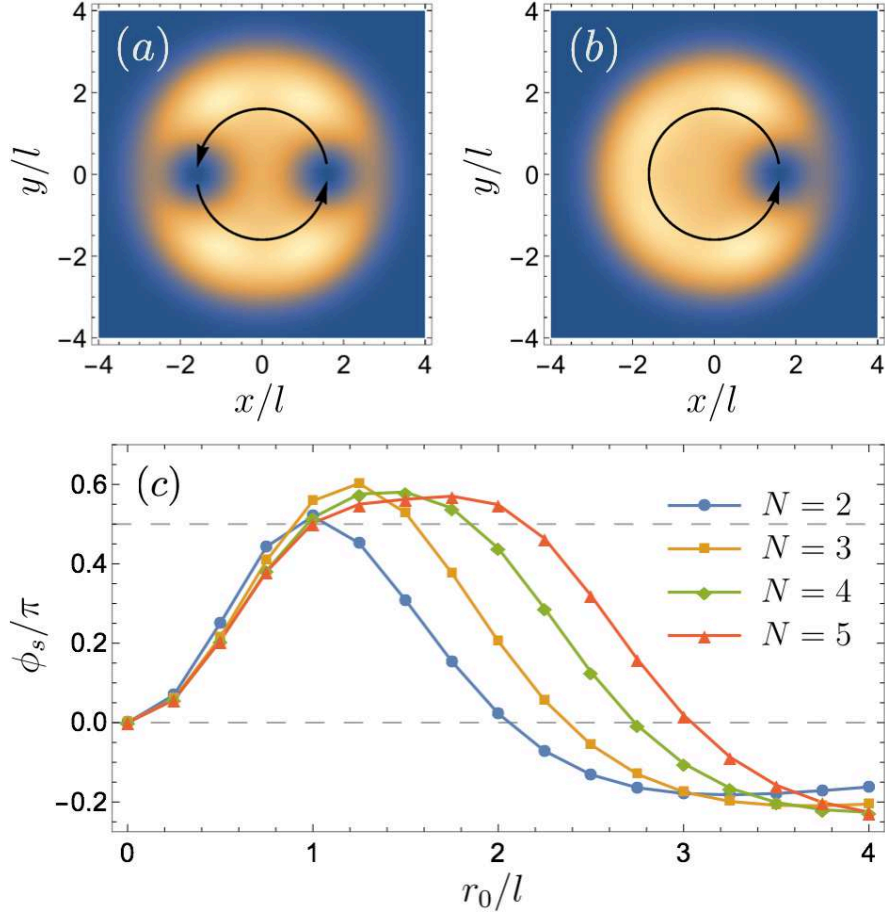 (a)
(b)
y/l
4
2
0
−2
−4
−4 −2 0 2 4
x/l
y/l
4
2
0
−2
−4
−4 −2 0 2 4
x/l
(c)
ϕₛ/π
0.6
0.4
0.2
0.0
−0.2
0 1 2 3 4
r₀/l
N = 2
N = 3
N = 4
N = 5